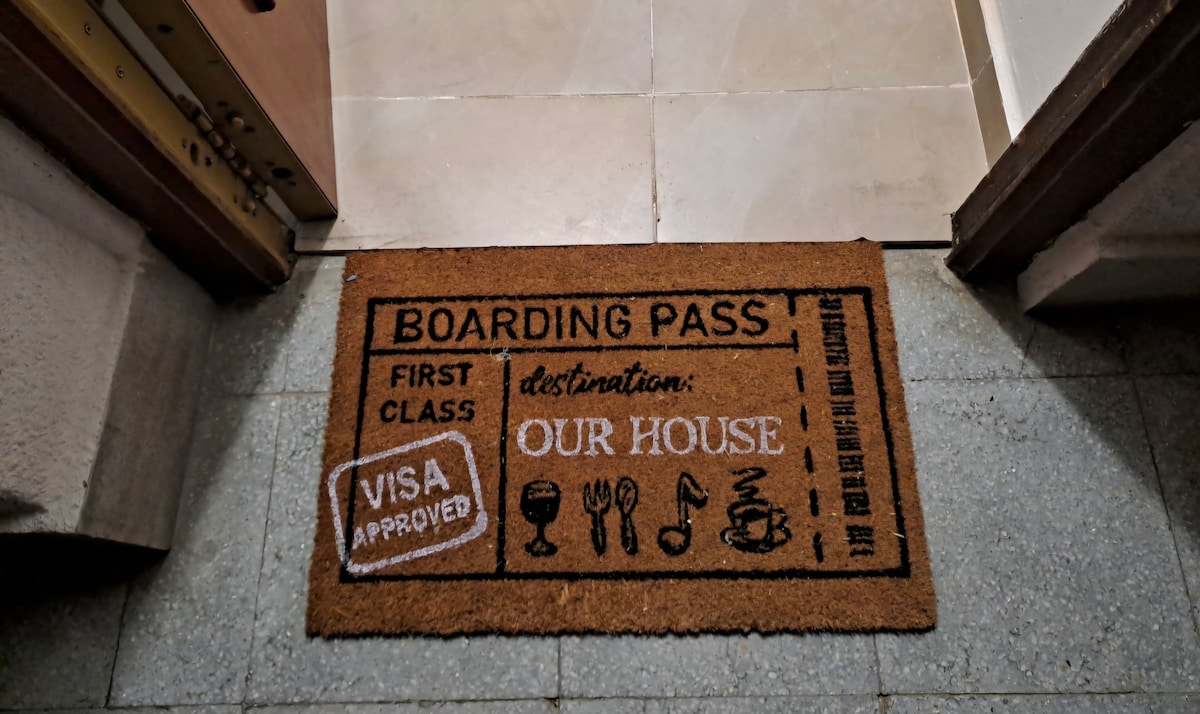 BOARDING PASS
FIRST
CLASS
VISA
APPROVED
destination:
OUR HOUSE